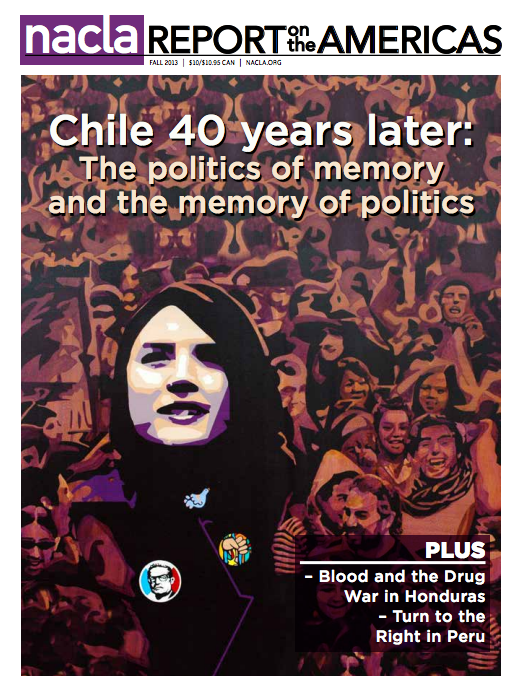 nacla REPORT on the AMERICAS
FALL 2013 | $10/$10.95 CAN | NACLA.ORG
Chile 40 years later:
The politics of memory
and the memory of politics
PLUS
– Blood and the Drug
War in Honduras
– Turn to the
Right in Peru